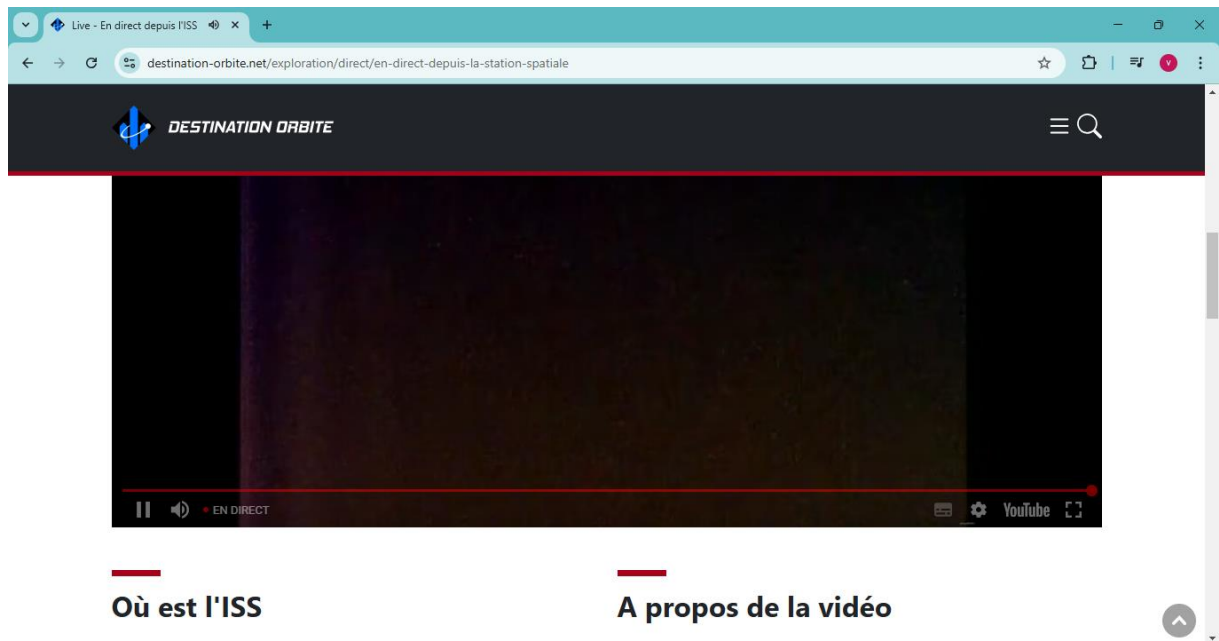 Live - En direct depuis l'ISS
destination-orbite.net/exploration/direct/en-direct-depuis-la-station-spatiale
V
DESTINATION ORBITE
EN DIRECT
YouTube
Où est l'ISS
A propos de la vidéo